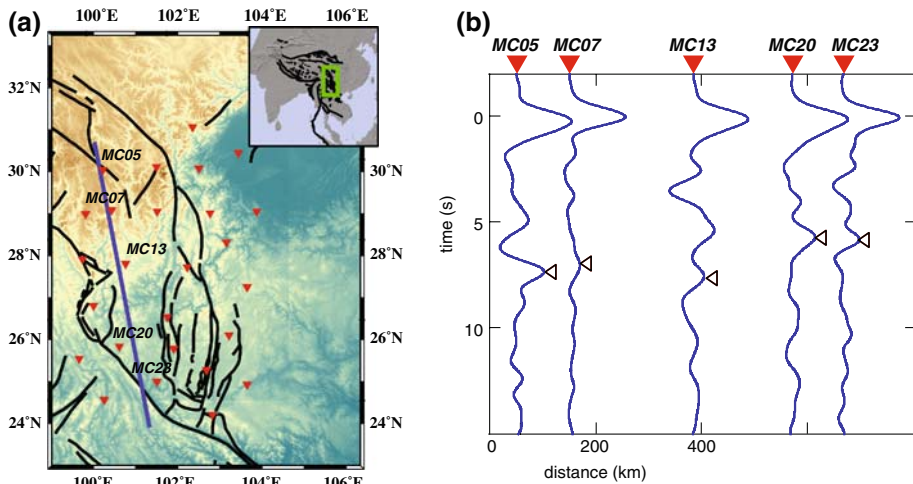 (a)
100°E 102°E 104°E 106°E
32°N
30°N
28°N
26°N
24°N
MC05
MC07
MC13
MC20
MC23
30°N
28°N
26°N
24°N
100°E 102°E 104°E 106°E
(b)
MC05 MC07 MC13 MC20 MC23
time (s)
0
5
10
0 200 400
distance (km)